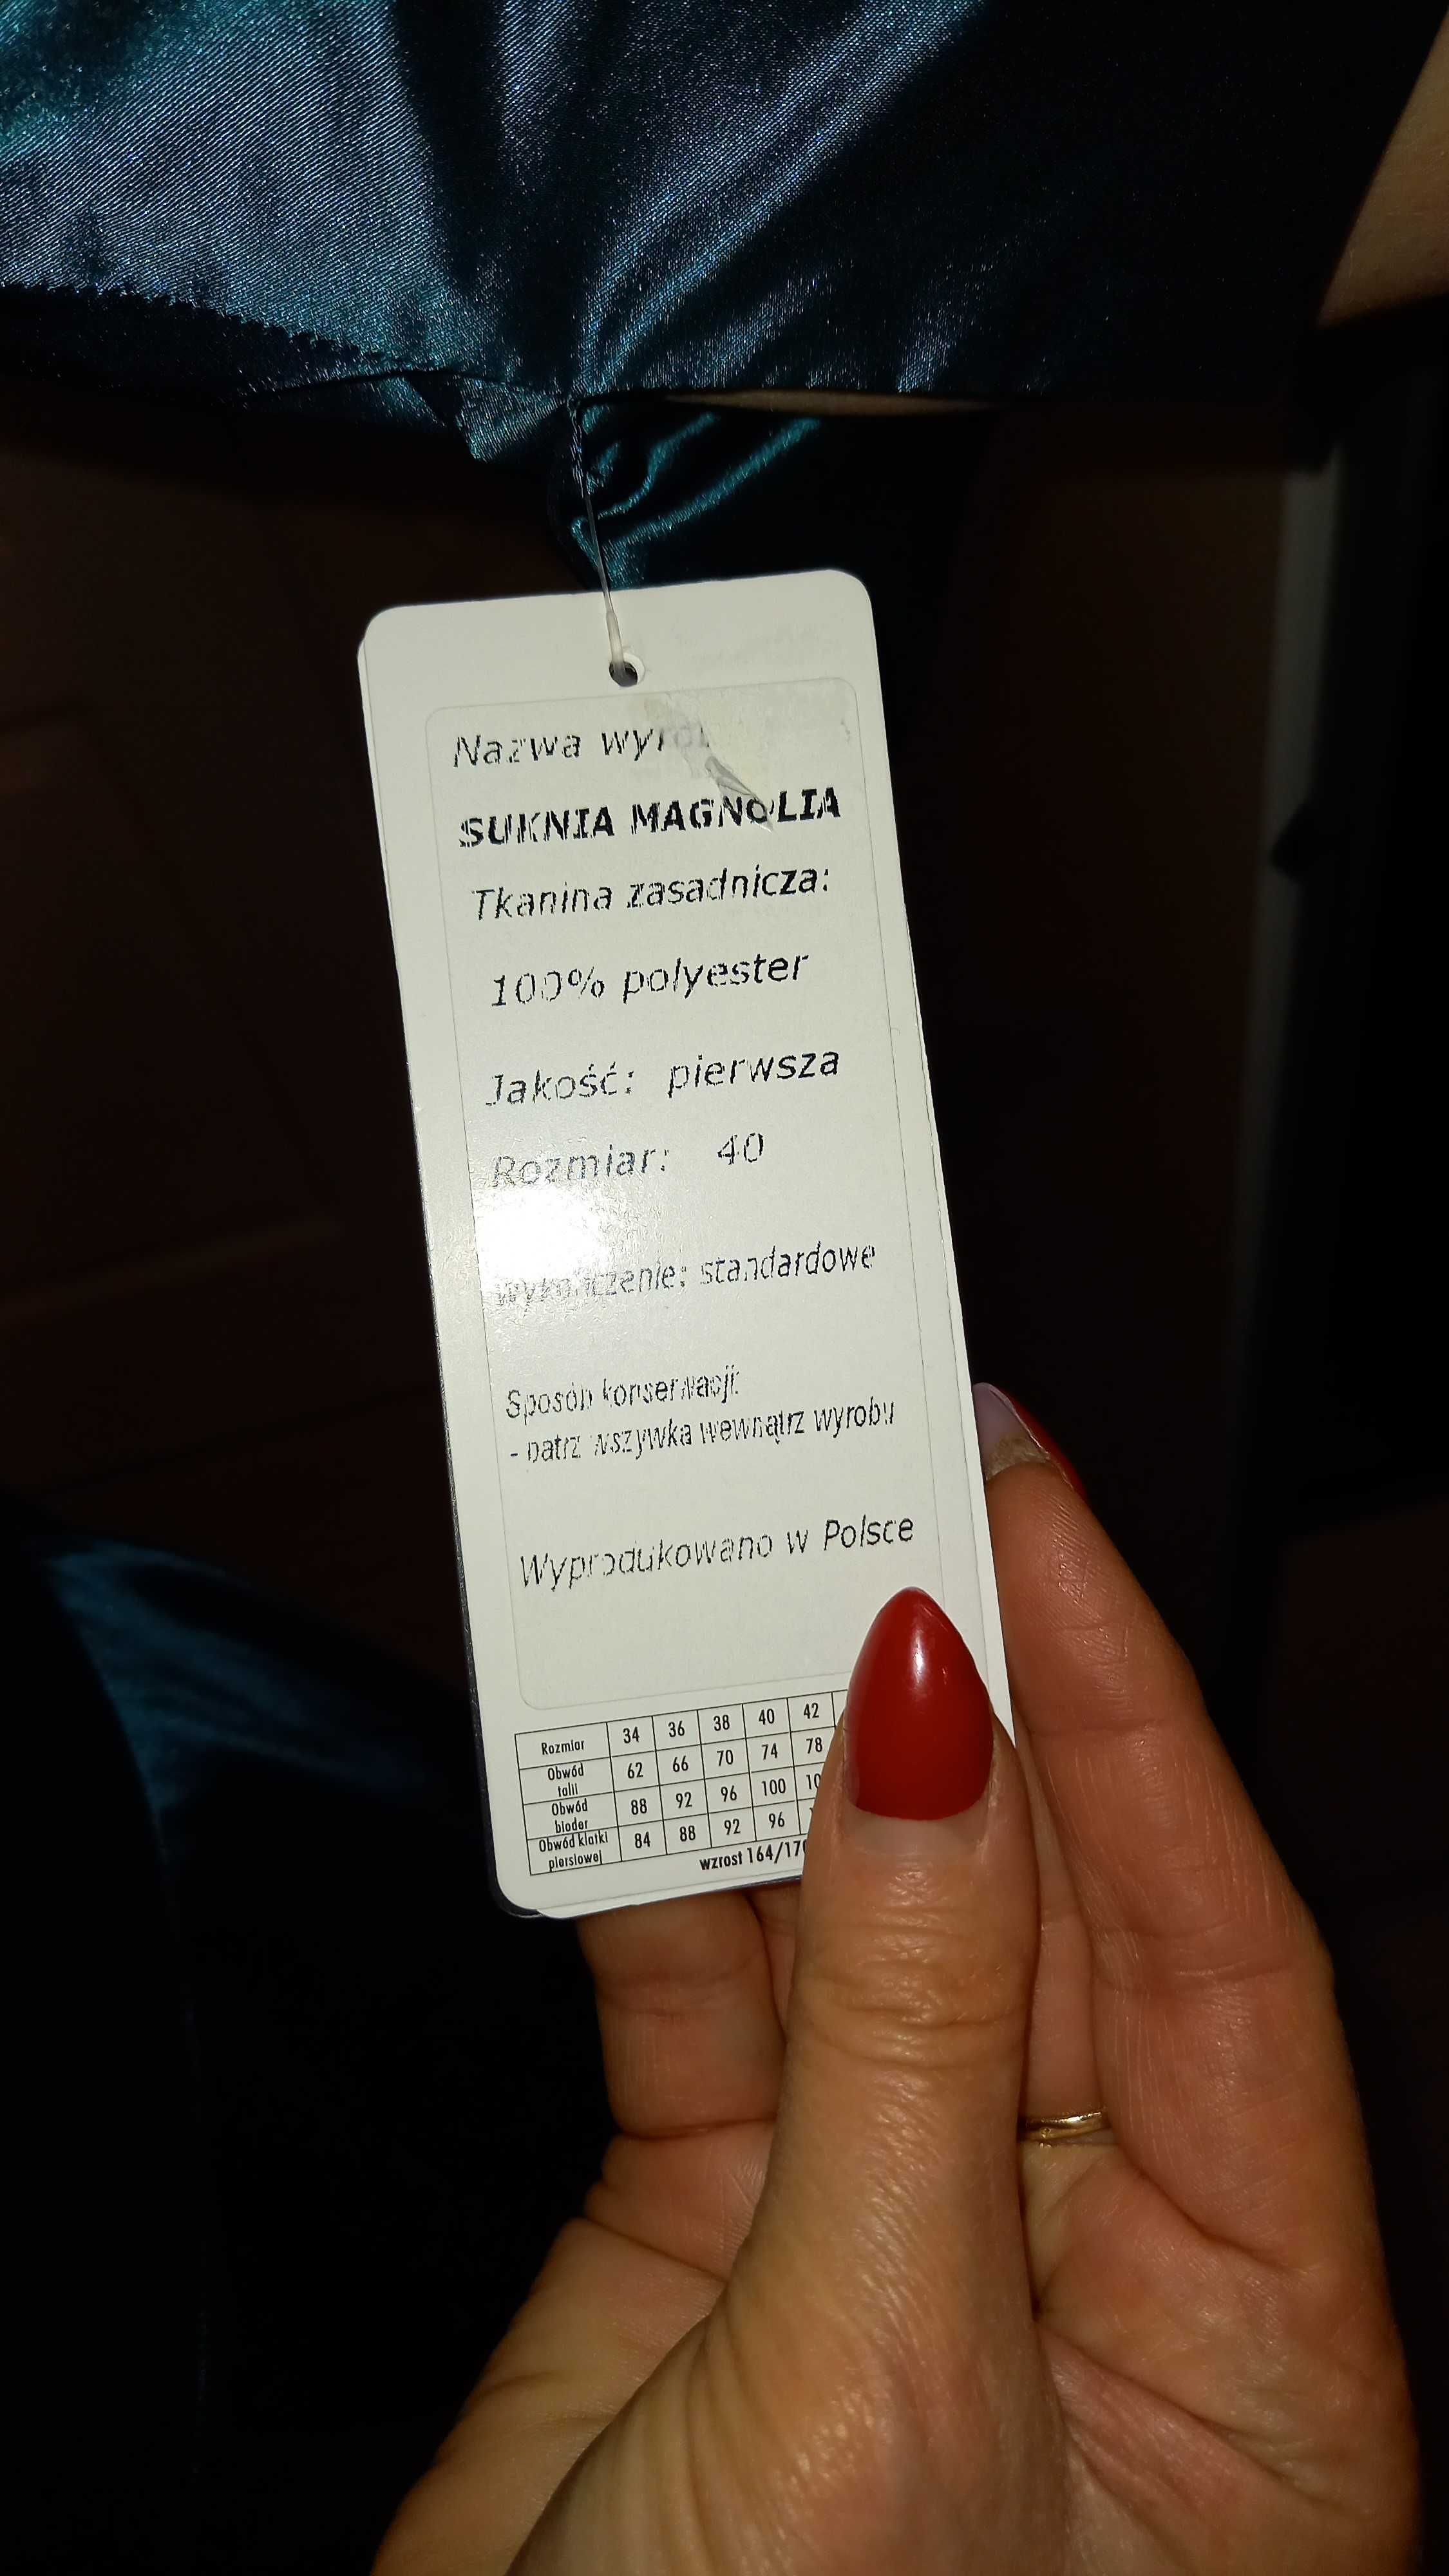 Nazwa
SUKNIA MAGNOLIA
Tkanina zasadnicza:
100% polyester
Jakość: pierwsza
Rozmiar: 40
Wykończenie: standardowe
Sposób konserwacji:
- patrz wszywka wewnątrz wyrobu
Wyprodukowano w Polsce
Rozmiar 34 36 38 40 42
Obwód talii 62 66 70 74 78
Obwód bioder 88 92 96 100
Obwód klatki piersiowej 84 88 92 96
wzrost 164/170